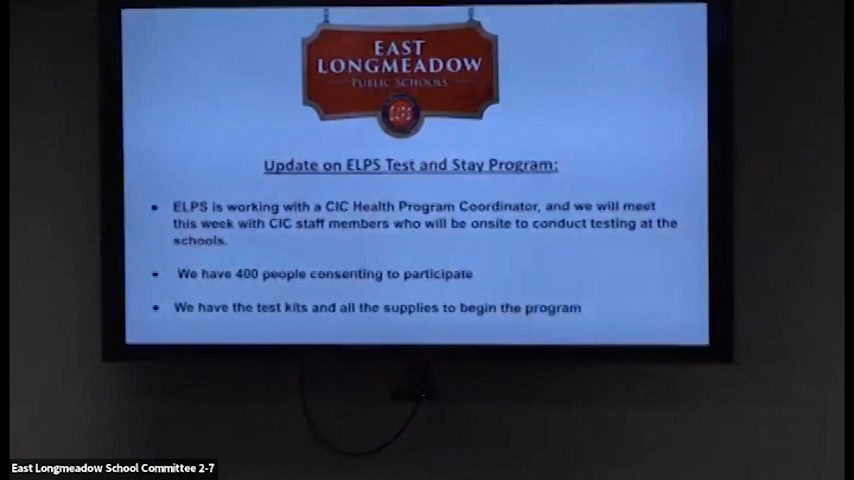 EAST
LONGMEADOW
PUBLIC SCHOOLS
Update on ELPS Test and Stay Program:
• ELPS is working with a CIC Health Program Coordinator, and we will meet
this week with CIC staff members who will be onsite to conduct testing at the
schools.
• We have 400 people consenting to participate
• We have the test kits and all the supplies to begin the program
East Longmeadow School Committee 2-7